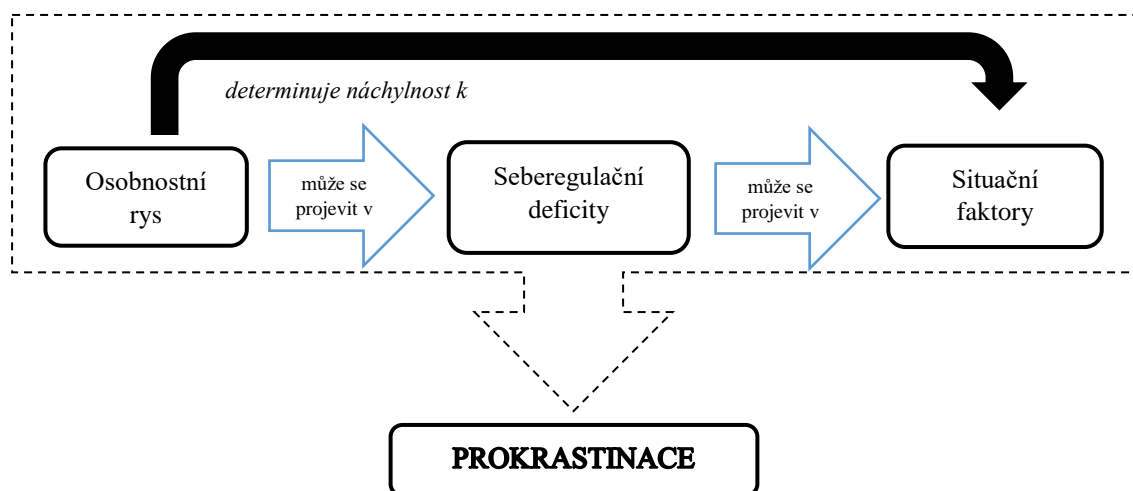 determinuje náchylnost k
Osobnostní
rys
může se
projevit v
Seberegulační
deficity
může se
projevit v
Situační
faktory
PROKRASTINACE